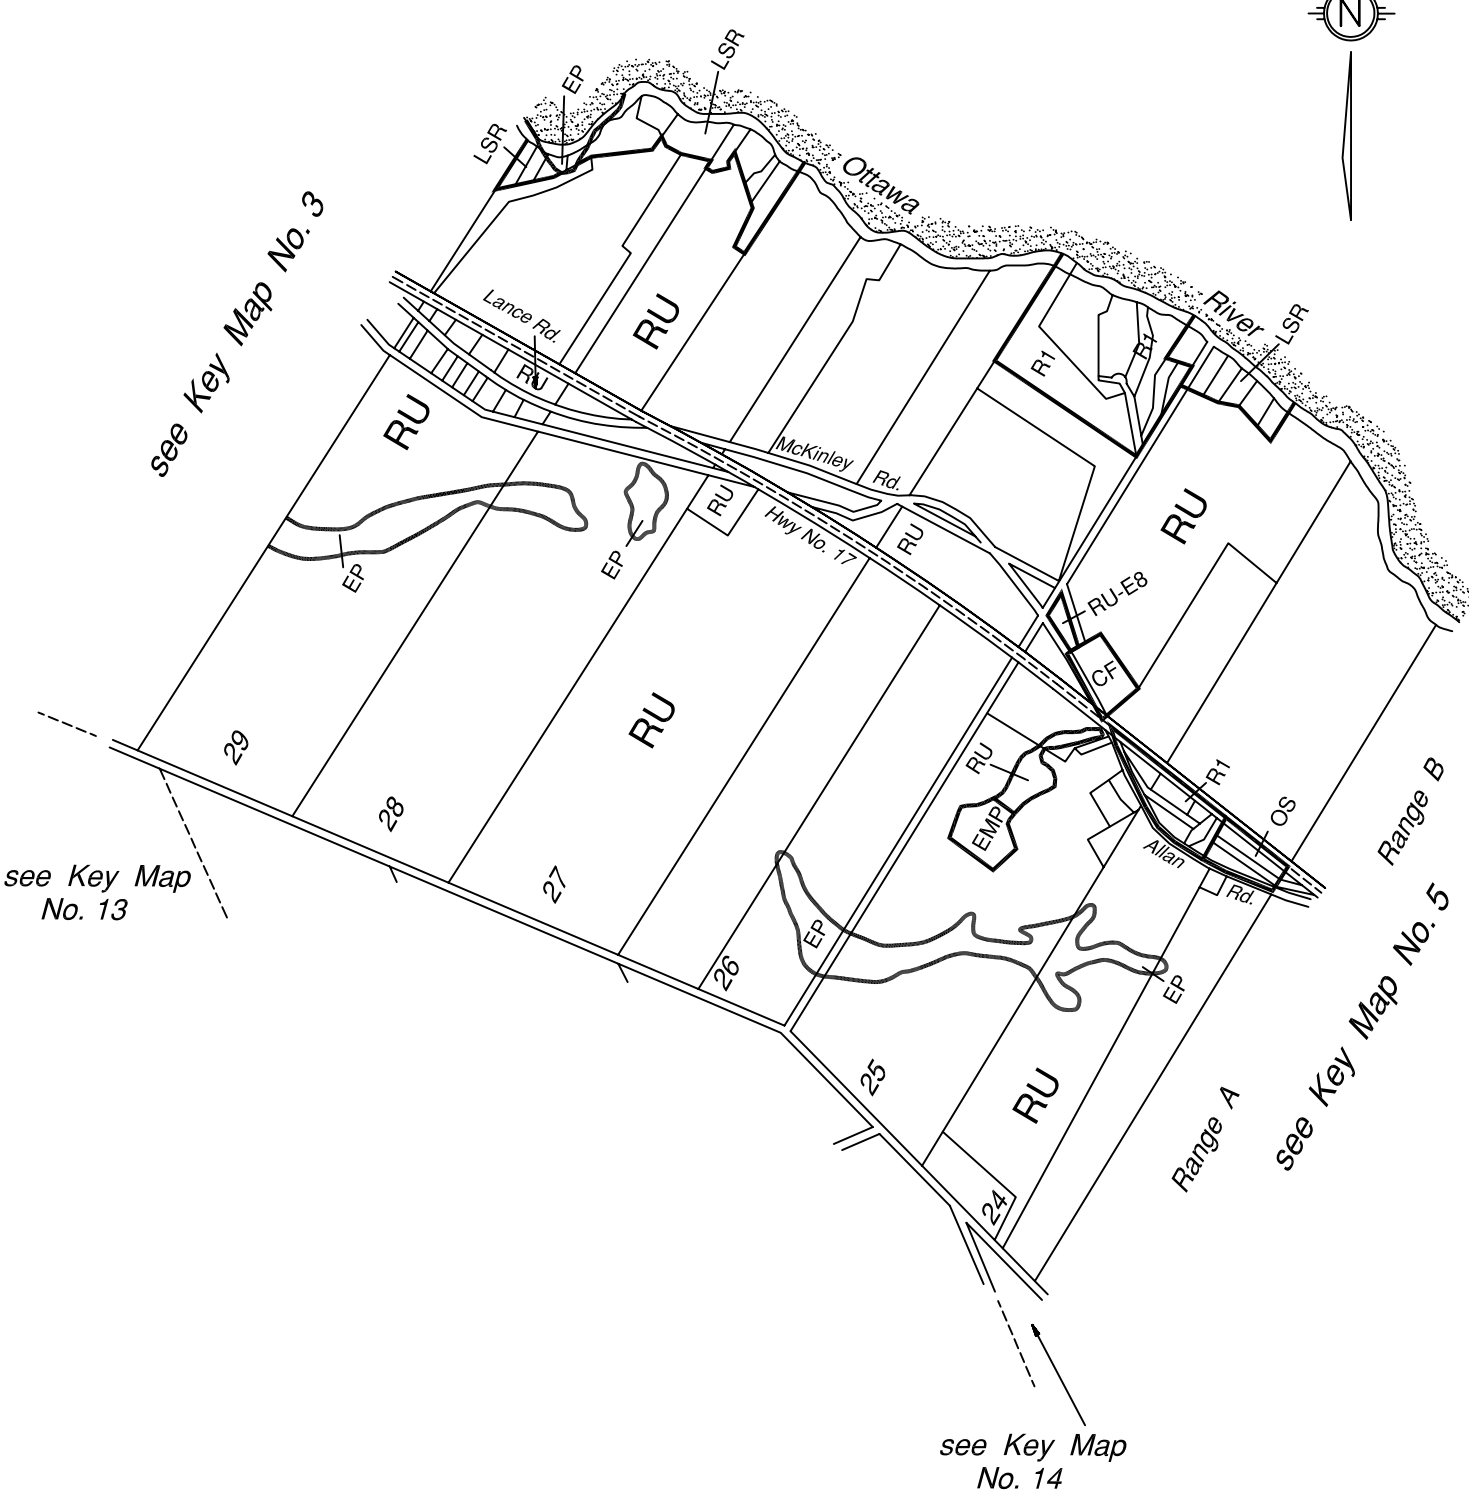 N
LSR
EP
LSR
Ottawa
River
LSR
see Key Map No. 3
Lance Rd.
RU
RU
R1
R1
RU
McKinley Rd.
RU
Hwy No. 17
RU
RU
EP
EP
RU-E8
CF
RU
RU
EMP
R1
OS
Allan Rd.
Range B
29
28
27
26
EP
EP
see Key Map
No. 13
see Key Map No. 5
25
RU
24
Range A
see Key Map
No. 14